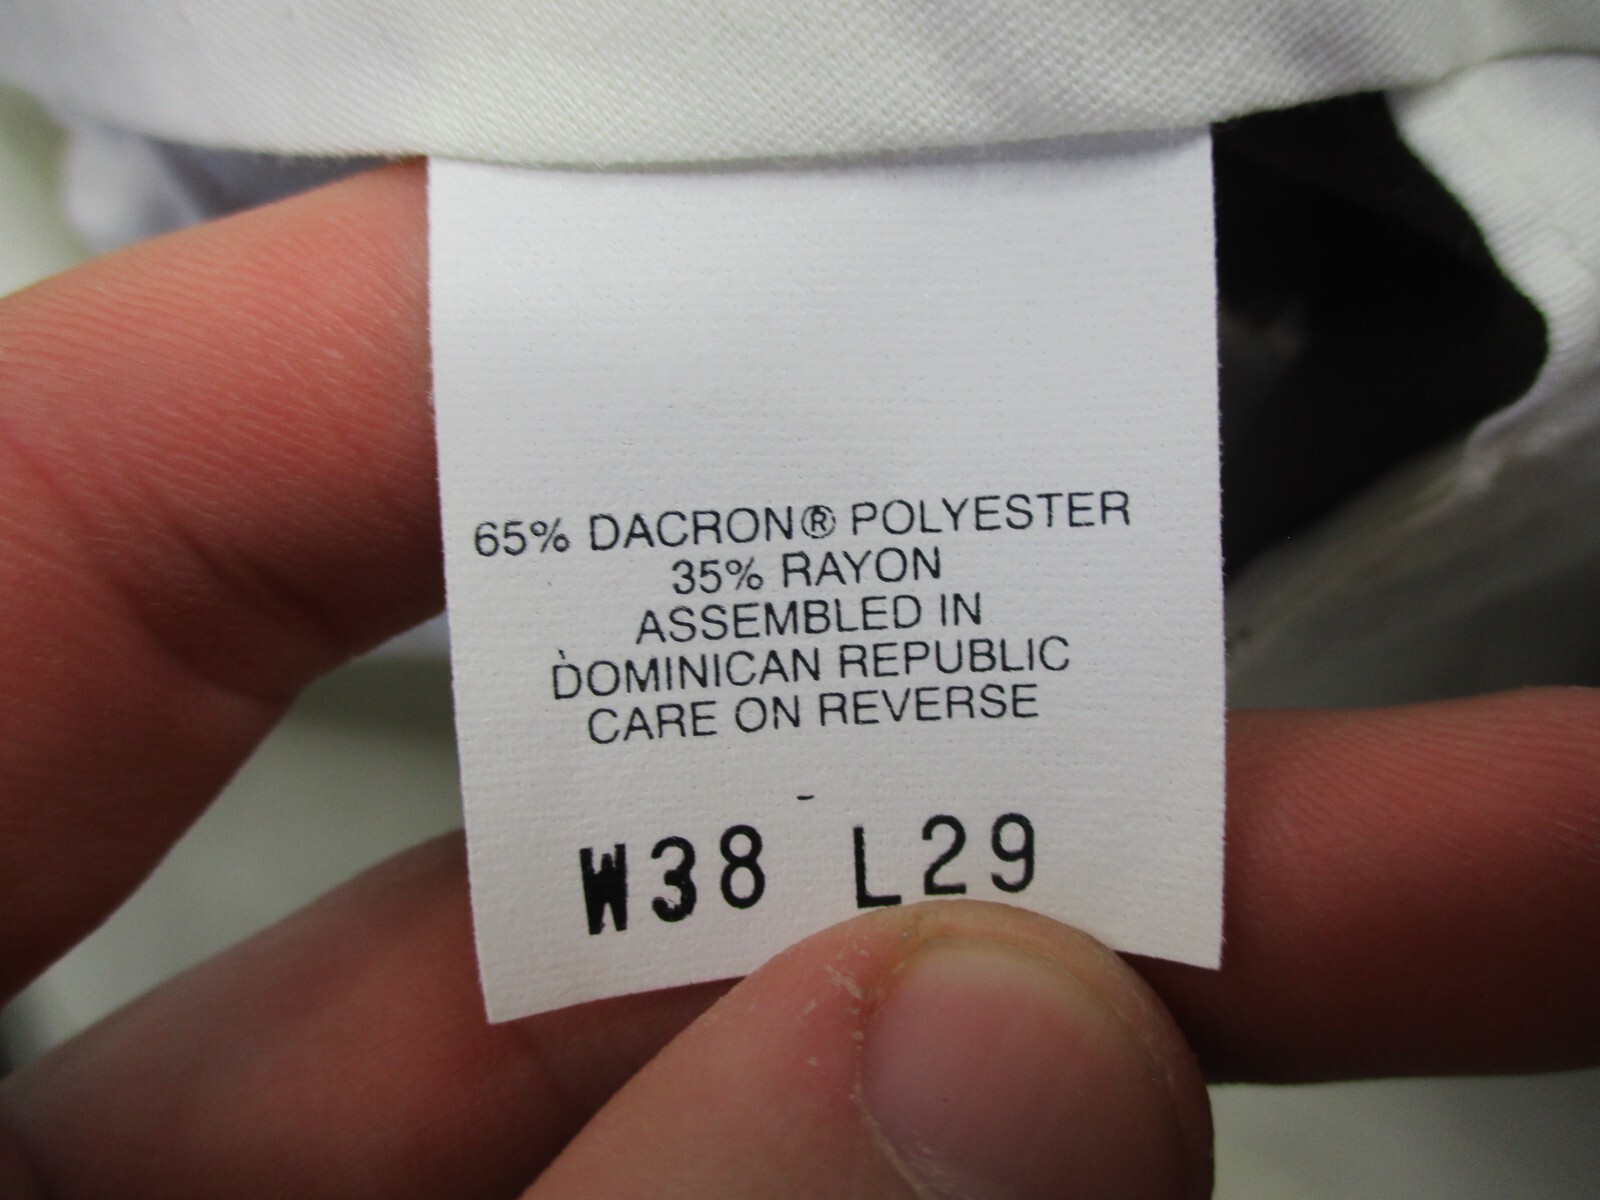 65% DACRON® POLYESTER
35% RAYON
ASSEMBLED IN
DOMINICAN REPUBLIC
CARE ON REVERSE
W38 L29